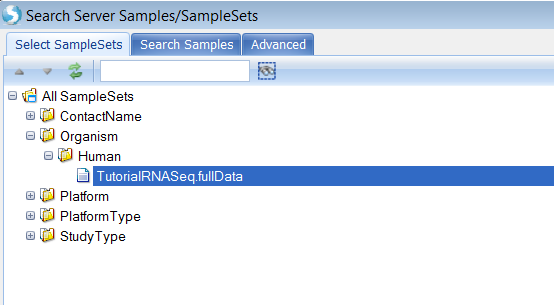 Search Server Samples/SampleSets
Select SampleSets Search Samples Advanced
All SampleSets
ContactName
Organism
Human
TutorialRNASeq.fullData
Platform
PlatformType
StudyType